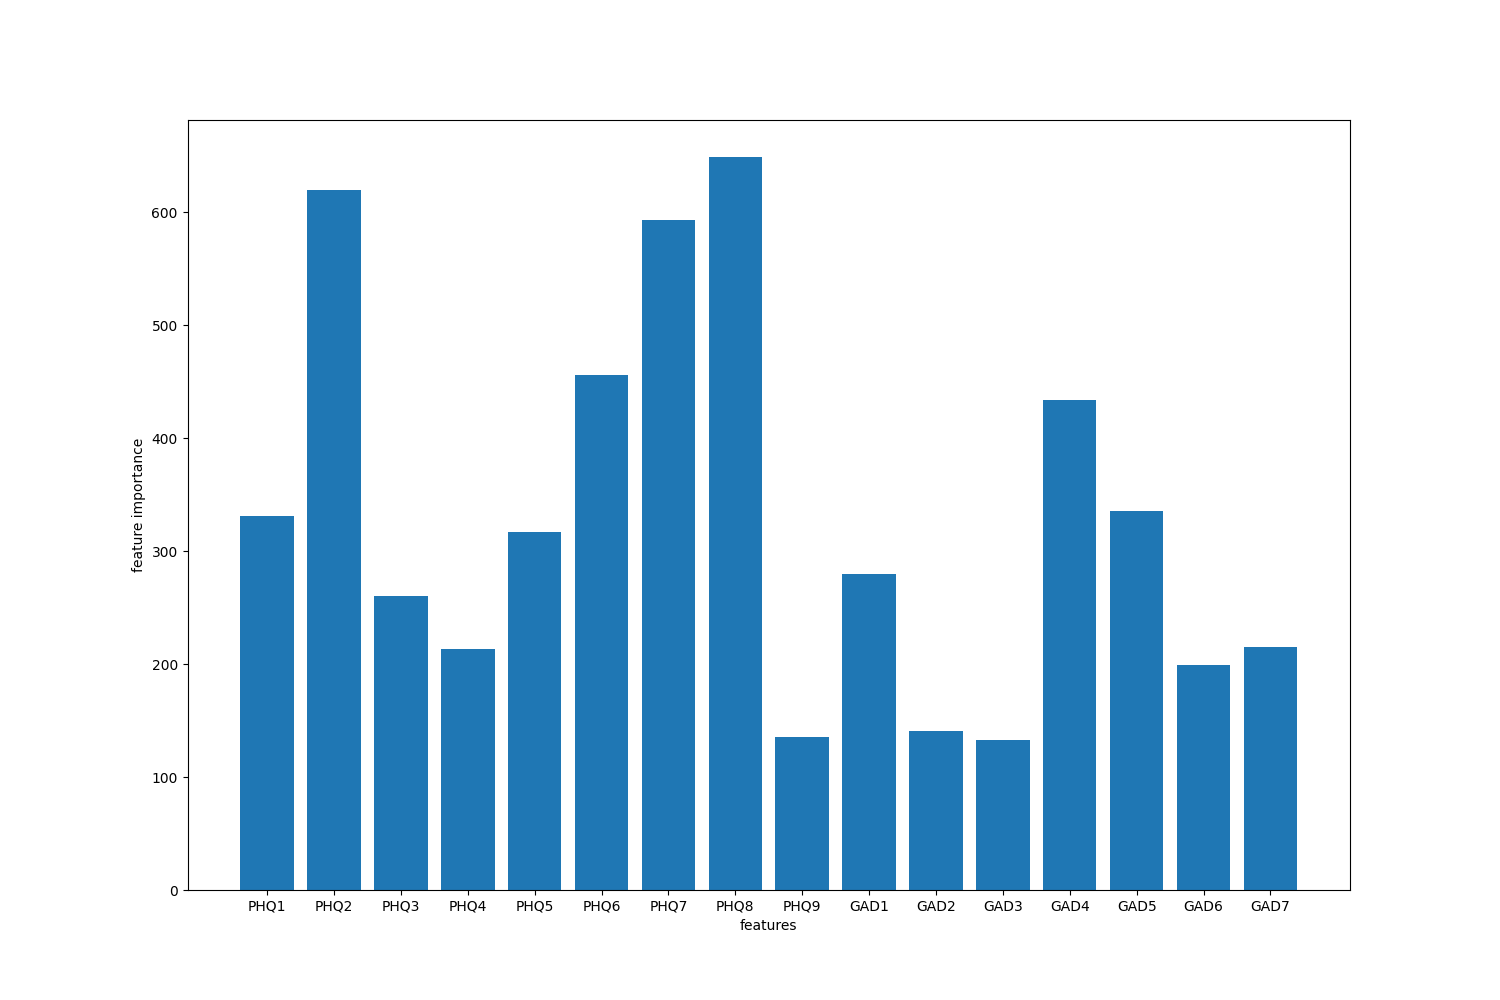 feature importance
600
500
400
300
200
100
0
PHQ1 PHQ2 PHQ3 PHQ4 PHQ5 PHQ6 PHQ7 PHQ8 PHQ9 GAD1 GAD2 GAD3 GAD4 GAD5 GAD6 GAD7
features